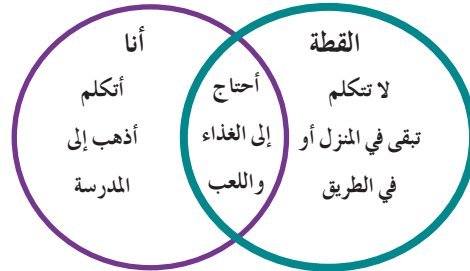 القطة
لا تتكلم
تبقى في المنزل أو
في الطريق
أحتاج
إلى الغذاء
واللعب
أنا
أتكلم
أذهب إلى
المدرسة